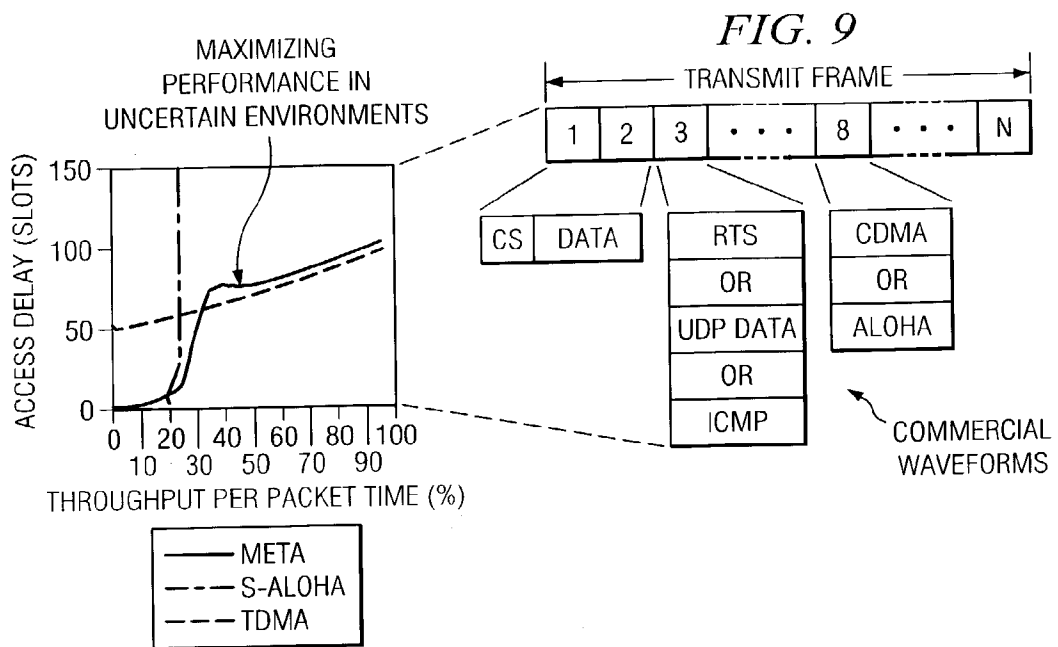 FIG. 9
MAXIMIZING
PERFORMANCE IN
UNCERTAIN ENVIRONMENTS
ACCESS DELAY (SLOTS)
150
100
50
0
0 20 40 60 80 100
10 30 50 70 90
THROUGHPUT PER PACKET TIME (%)
META
S-ALOHA
TDMA
TRANSMIT FRAME
1 2 3 • • • 8 • • • N
CS DATA
RTS
OR
UDP DATA
OR
ICMP
CDMA
OR
ALOHA
COMMERCIAL
WAVEFORMS